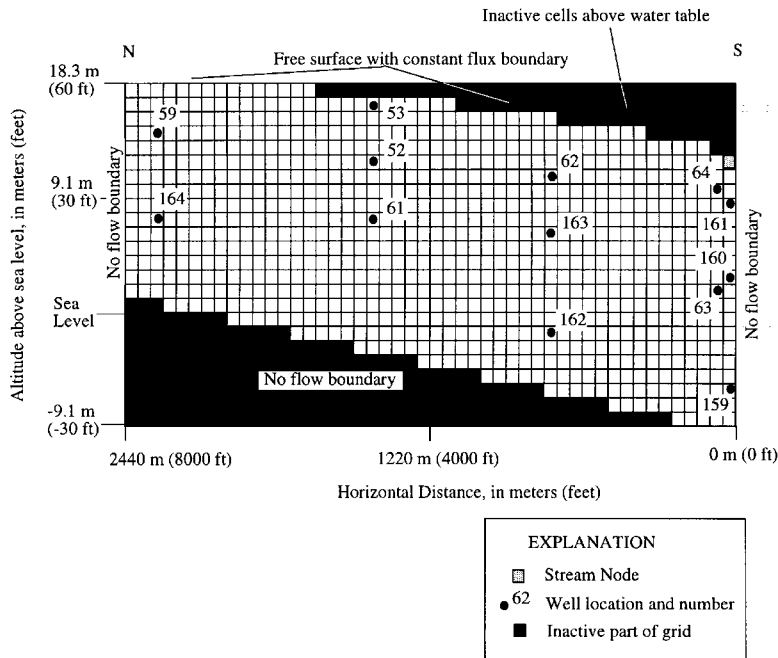 Inactive cells above water table
N
S
Free surface with constant flux boundary
18.3 m
(60 ft)
59
53
52
62
64
9.1 m
(30 ft)
164
61
163
161
160
63
162
159
Sea
Level
-9.1 m
(-30 ft)
Altitude above sea level, in meters (feet)
No flow boundary
No flow boundary
No flow boundary
2440 m (8000 ft)
1220 m (4000 ft)
0 m (0 ft)
Horizontal Distance, in meters (feet)
EXPLANATION
Stream Node
62 Well location and number
Inactive part of grid